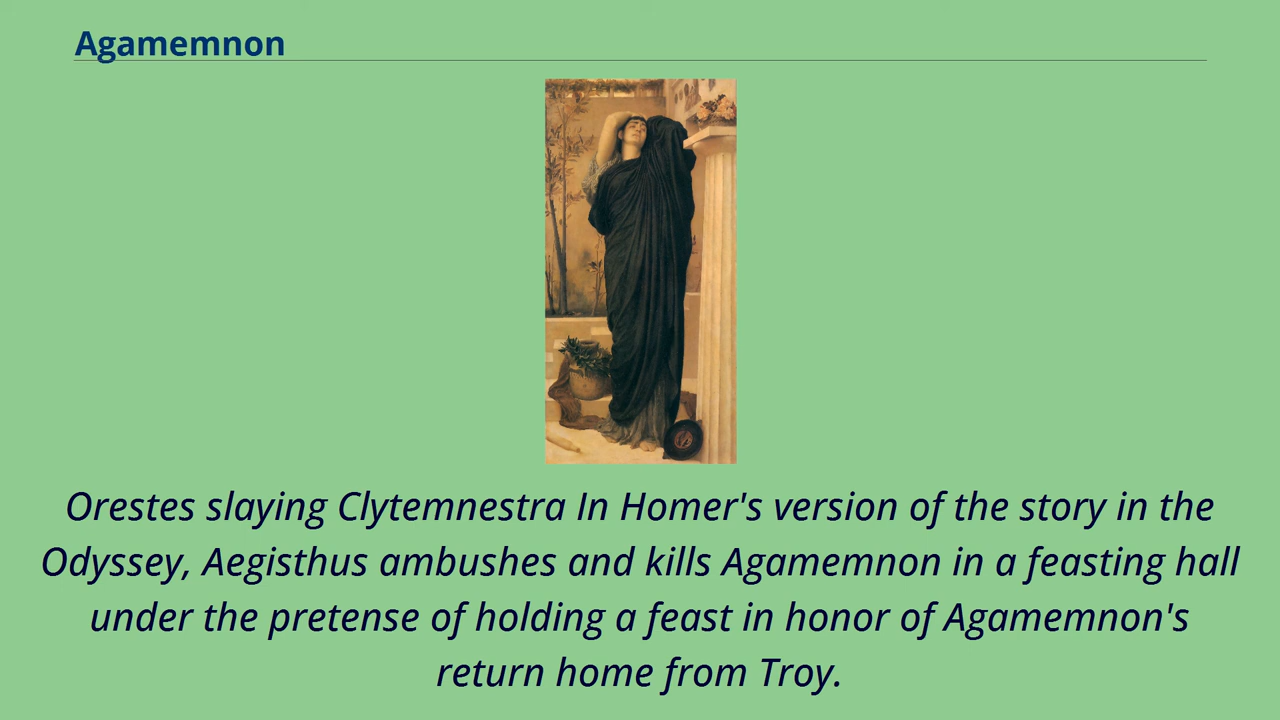 Agamemnon
Orestes slaying Clytemnestra In Homer's version of the story in the
Odyssey, Aegisthus ambushes and kills Agamemnon in a feasting hall
under the pretense of holding a feast in honor of Agamemnon's
return home from Troy.